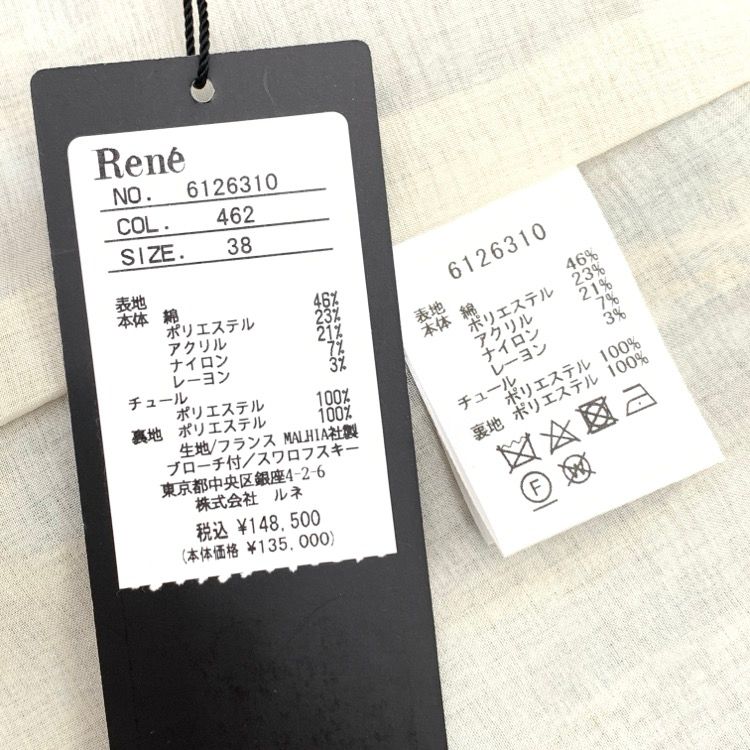 René
NO. 6126310
COL. 462
SIZE. 38
表地
本体 綿 46%
ポリエステル 23%
アクリル 21%
ナイロン 7%
レーヨン 3%
チュール
ポリエステル 100%
裏地 ポリエステル 100%
生地/フランス MALHIA社製
ブローチ付/スワロフスキー
東京都中央区銀座4-2-6
株式会社 ルネ
税込 ¥148,500
(本体価格 ¥135,000)
6126310
表地
本体 綿 46%
ポリエステル 23%
アクリル 21%
ナイロン 7%
レーヨン 3%
チュール
ポリエステル 100%
裏地 ポリエステル 100%
F W